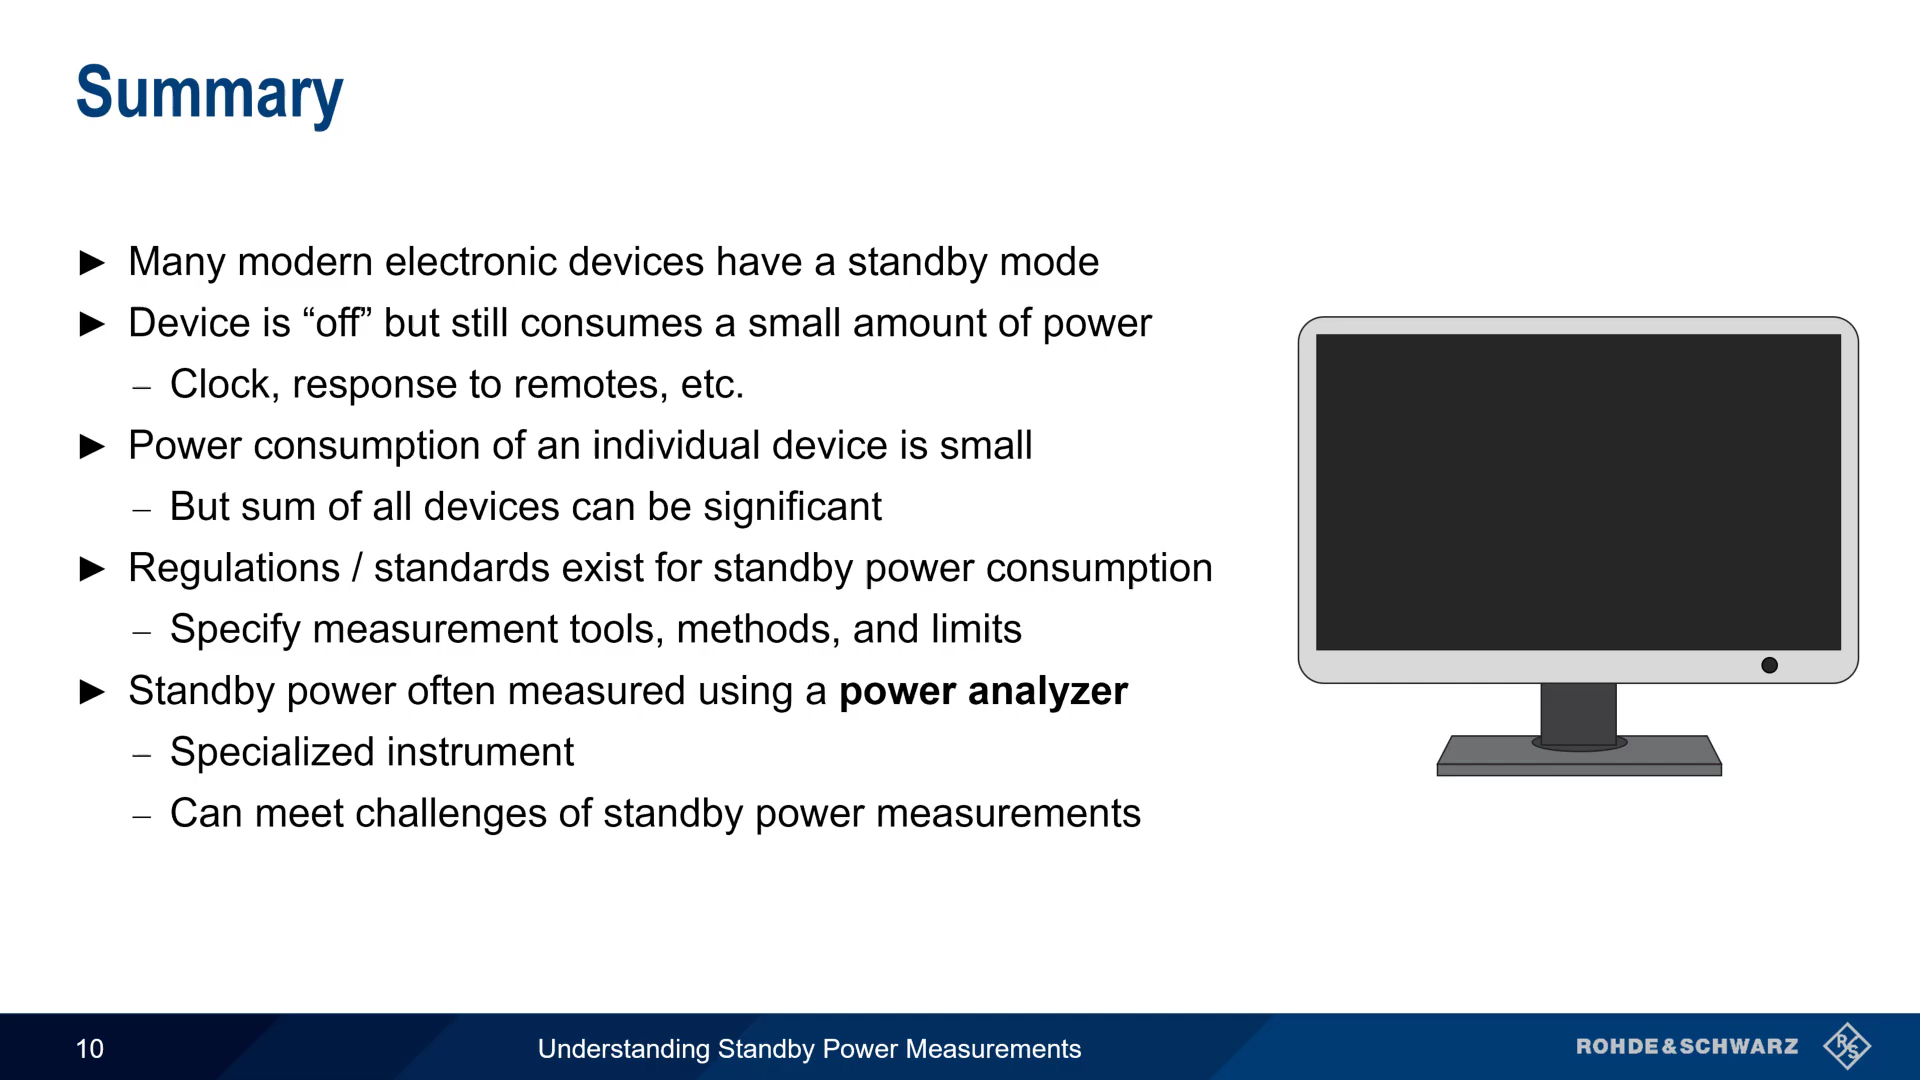 Summary
► Many modern electronic devices have a standby mode
► Device is “off” but still consumes a small amount of power
– Clock, response to remotes, etc.
► Power consumption of an individual device is small
– But sum of all devices can be significant
► Regulations / standards exist for standby power consumption
– Specify measurement tools, methods, and limits
► Standby power often measured using a power analyzer
– Specialized instrument
– Can meet challenges of standby power measurements
10
Understanding Standby Power Measurements
ROHDE&SCHWARZ
R&S